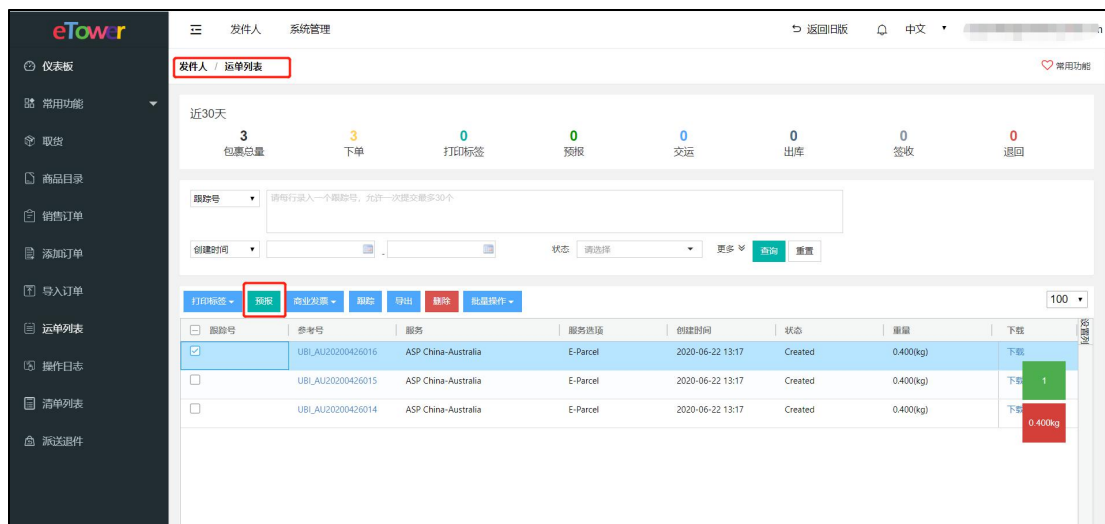 eTower
发件人 系统管理 返回旧版 中文
仪表板
常用功能
取货
商品目录
销售订单
添加订单
导入订单
运单列表
操作日志
清单列表
派送退件
发件人 / 运单列表 常用功能
近30天
3 3 0 0 0 0 0 0
包裹总量 下单 打印标签 预报 交运 出库 签收 退回
跟踪号 请每行录入一个跟踪号，允许一次提交最多30个
创建时间 - 状态 请选择 更多 查询 重置
打印标签 预报 商业发票 跟踪 导出 删除 批量操作 100
跟踪号 参考号 服务 服务选项 创建时间 状态 重量 下载 设置列
UBI_AU20200426016 ASP China-Australia E-Parcel 2020-06-22 13:17 Created 0.400(kg) 下载
UBI_AU20200426015 ASP China-Australia E-Parcel 2020-06-22 13:17 Created 0.400(kg) 下载 1
UBI_AU20200426014 ASP China-Australia E-Parcel 2020-06-22 13:17 Created 0.400(kg) 下载
0.400kg